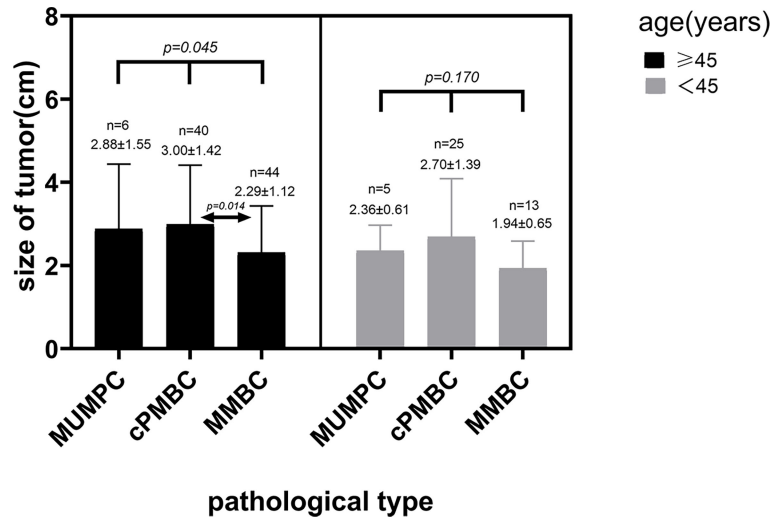 age(years)
≥45
<45
size of tumor(cm)
8
6
4
2
0
p=0.045
n=6
2.88±1.55
n=40
3.00±1.42
n=44
2.29±1.12
p=0.014
p=0.170
n=5
2.36±0.61
n=25
2.70±1.39
n=13
1.94±0.65
MUMPC
cPMBC
MMBC
MUMPC
cPMBC
MMBC
pathological type